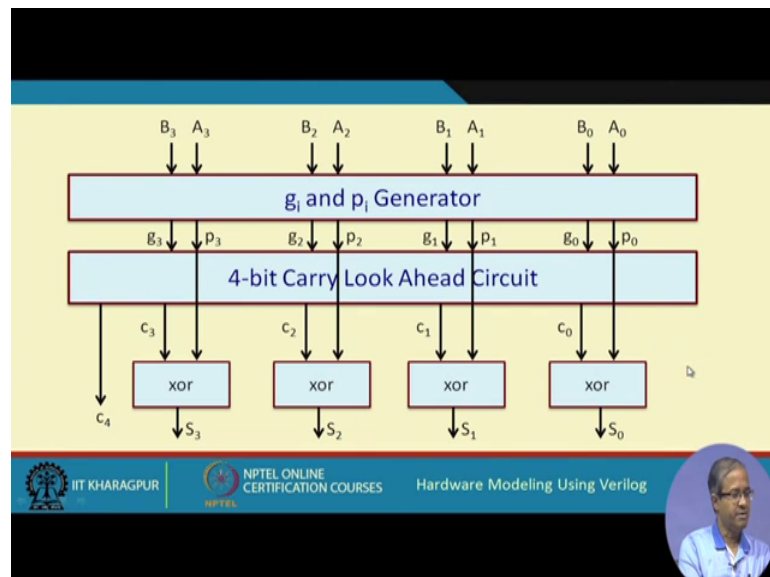 B₃ A₃ B₂ A₂ B₁ A₁ B₀ A₀
gᵢ and pᵢ Generator
g₃ p₃ g₂ p₂ g₁ p₁ g₀ p₀
4-bit Carry Look Ahead Circuit
c₃ c₂ c₁ c₀
xor xor xor xor
c₄ S₃ S₂ S₁ S₀
IIT KHARAGPUR
NPTEL
NPTEL ONLINE
CERTIFICATION COURSES
Hardware Modeling Using Verilog